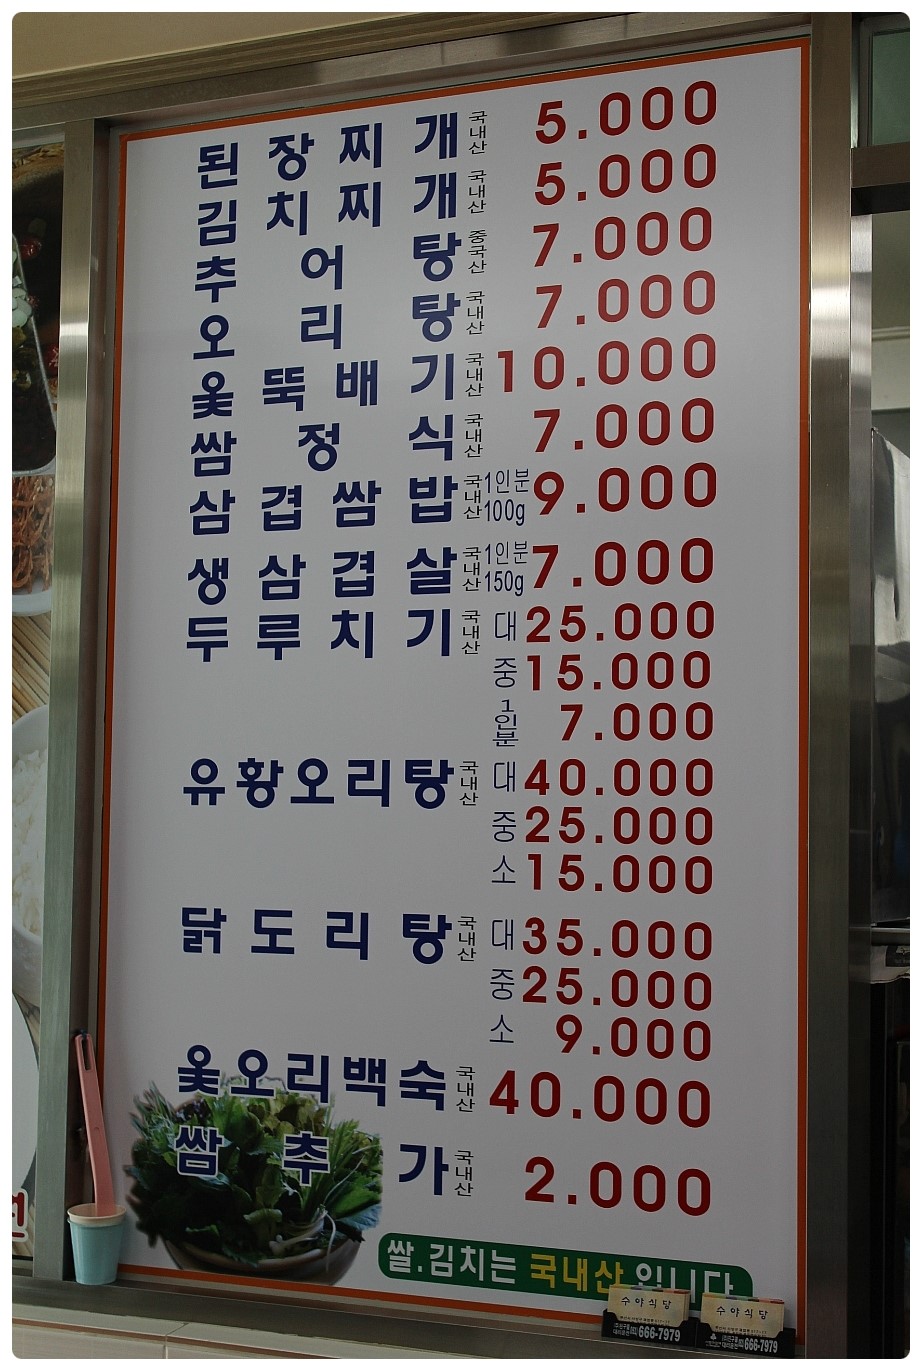 된장찌개 국내산 5.000
김치찌개 국내산 5.000
추어탕 중국산 7.000
오리탕 국내산 7.000
옻뚝배기 국내산 10.000
쌈정식 국내산 7.000
삼겹쌈밥 국내산 1인분 100g 9.000
생삼겹살 국내산 1인분 150g 7.000
두루치기 국내산 대 25.000
중 15.000
1인분 7.000
유황오리탕 국내산 대 40.000
중 25.000
소 15.000
닭도리탕 국내산 대 35.000
중 25.000
소 9.000
옻오리백숙 국내산 40.000
쌈추가 국내산 2.000
쌀.김치는 국내산 입니다
수야식당
666-7979
수야식당
666-7979